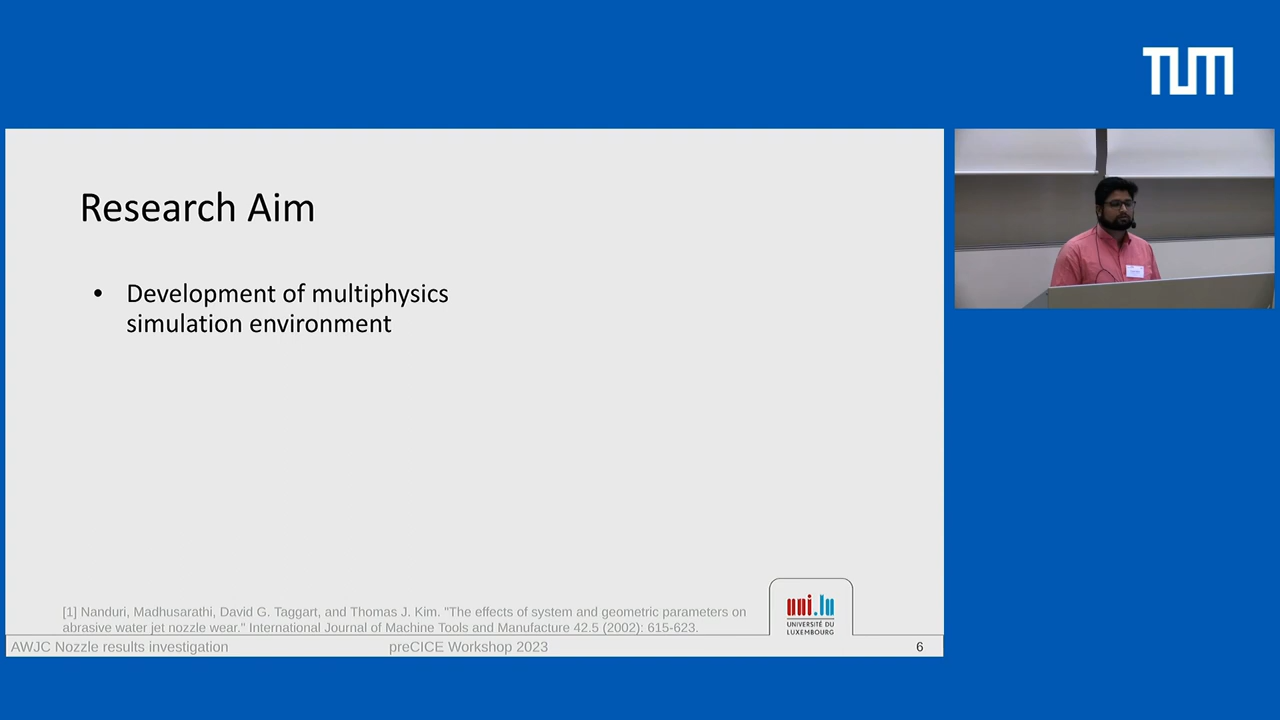 TUM
Research Aim
• Development of multiphysics
simulation environment
[1] Nanduri, Madhusarathi, David G. Taggart, and Thomas J. Kim. "The effects of system and geometric parameters on
abrasive water jet nozzle wear." International Journal of Machine Tools and Manufacture 42.5 (2002): 615-623.
uni.lu
UNIVERSITÉ DU
LUXEMBOURG
AWJC Nozzle results investigation
preCICE Workshop 2023
6